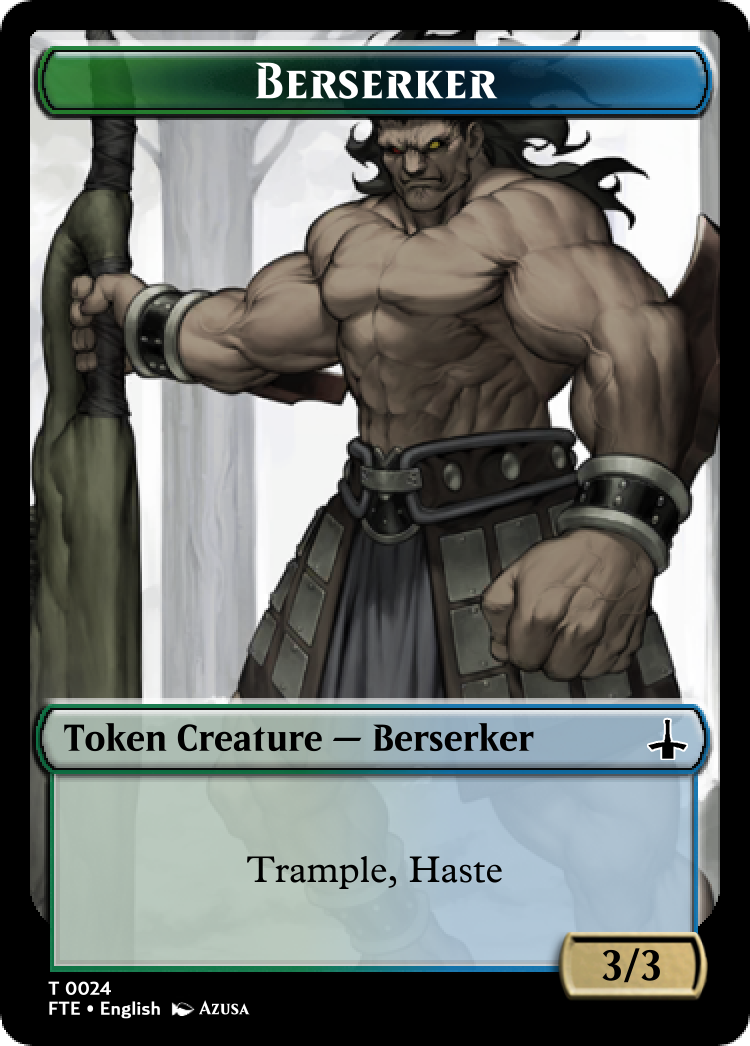 Berserker
Token Creature — Berserker
Trample, Haste
3/3
T 0024
FTE • English Azusa